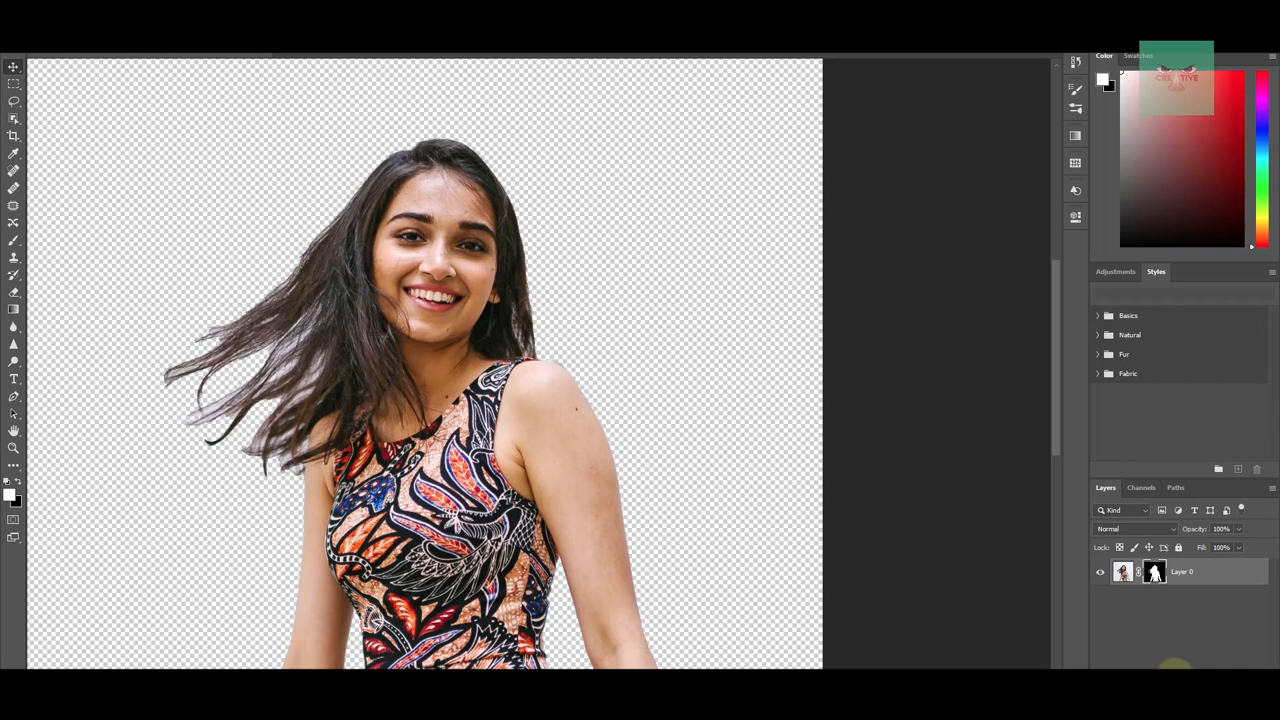 Color Swatches
CREATIVE
Adjustments Styles
Basics
Natural
Fur
Fabric
Layers Channels Paths
Kind
Normal Opacity: 100%
Lock: Fill: 100%
Layer 0